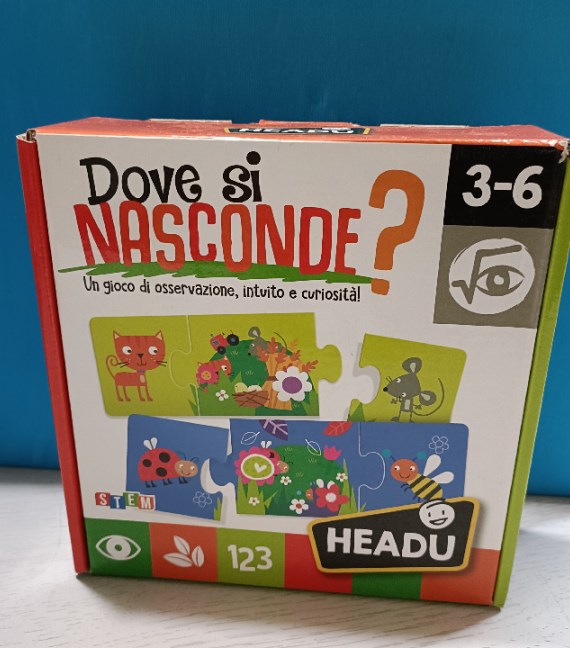 HEADU
Dove si
NASCONDE?
Un gioco di osservazione, intuito e curiosità!
3-6
STEM
123
HEADU